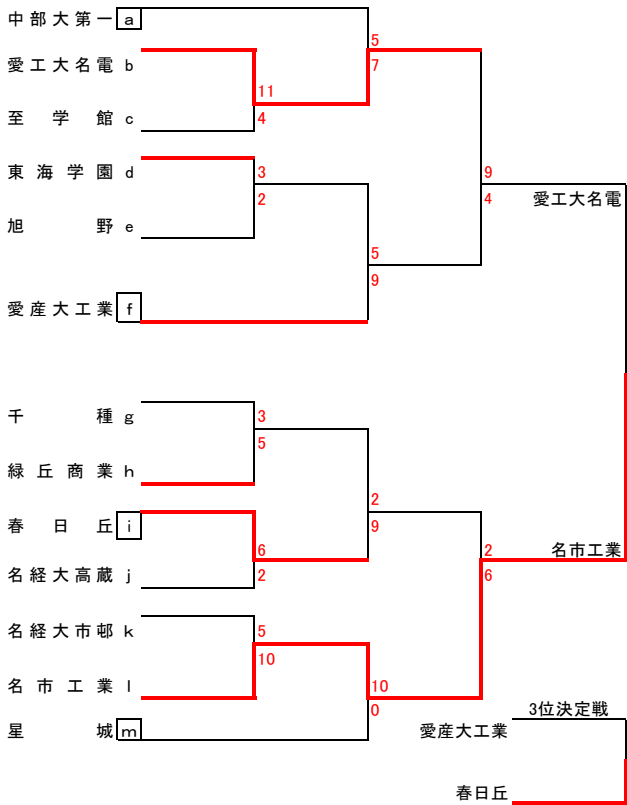 中部大第一 a
5
愛工大名電 b
7
11
至学館 c
4
東海学園 d
3
9
2
4
愛工大名電
旭野 e
5
9
愛産大工業 f
千種 g
3
5
緑丘商業 h
2
春日丘 i
9
6
2
名市工業
名経大高蔵 j
2
6
名経大市邨 k
5
10
名市工業 l
10
0
3位決定戦
星城 m
愛産大工業
春日丘